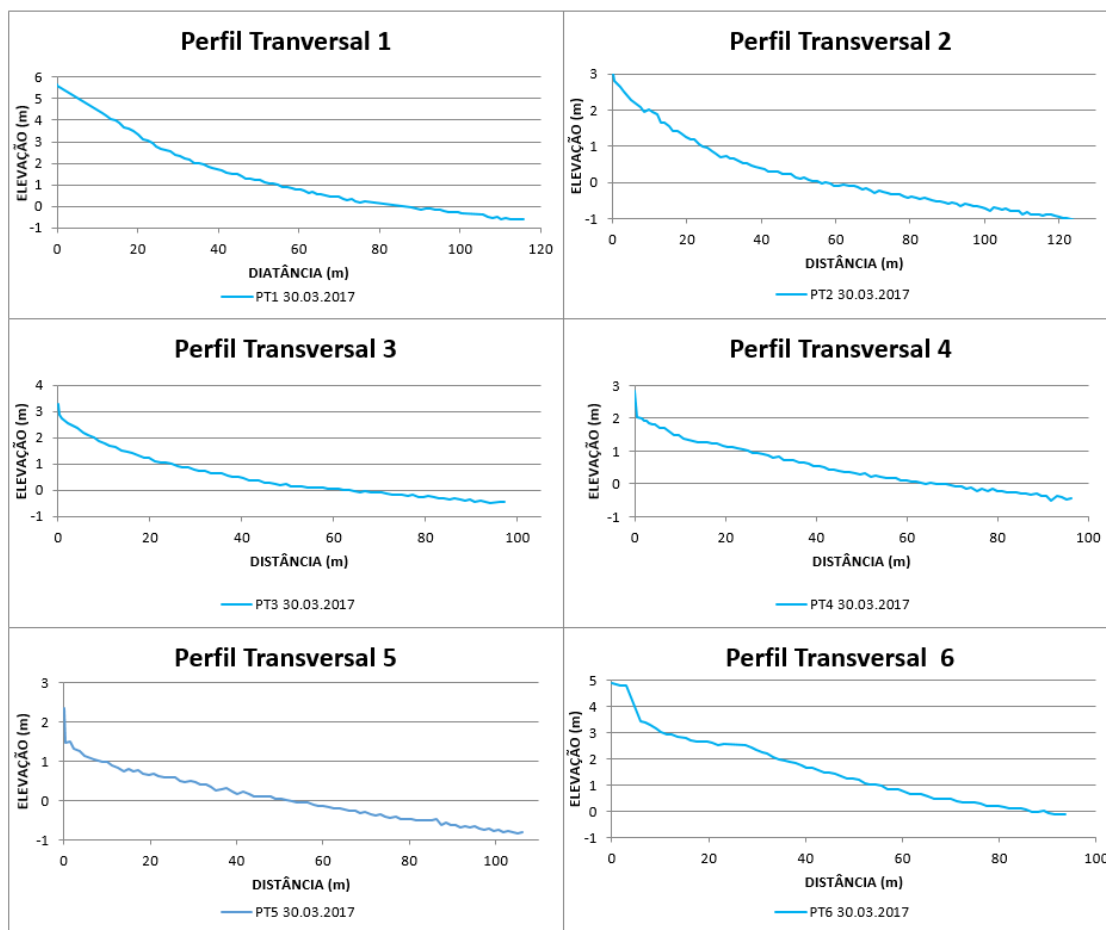 Perfil Tranversal 1
ELEVAÇÃO (m)
6
5
4
3
2
1
0
-1
0 20 40 60 80 100 120
DIATÂNCIA (m)
PT1 30.03.2017
Perfil Transversal 2
ELEVAÇÃO (m)
3
2
1
0
-1
0 20 40 60 80 100 120
DISTÂNCIA (m)
PT2 30.03.2017
Perfil Transversal 3
ELEVAÇÃO (m)
4
3
2
1
0
-1
0 20 40 60 80 100
DISTÂNCIA (m)
PT3 30.03.2017
Perfil Transversal 4
ELEVAÇÃO (m)
3
2
1
0
-1
0 20 40 60 80 100
DISTÂNCIA (m)
PT4 30.03.2017
Perfil Transversal 5
ELEVAÇÃO (m)
3
2
1
0
-1
0 20 40 60 80 100
DISTÂNCIA (m)
PT5 30.03.2017
Perfil Transversal 6
ELEVAÇÃO (m)
5
4
3
2
1
0
-1
0 20 40 60 80 100
DISTÂNCIA (m)
PT6 30.03.2017